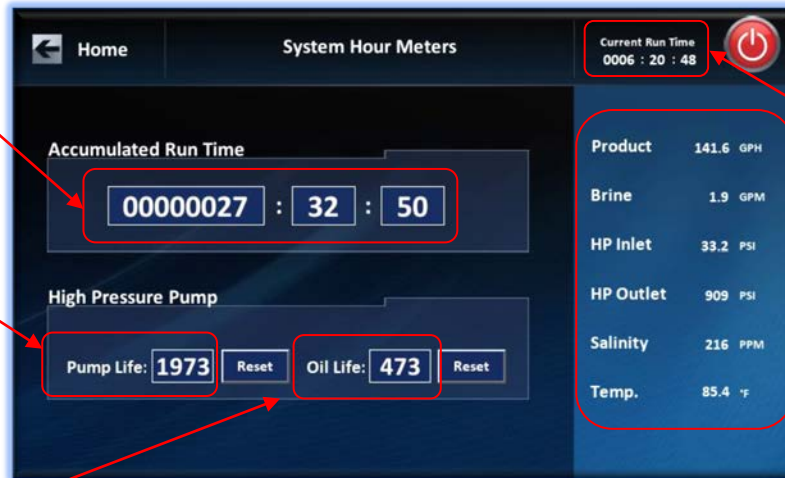 Home
System Hour Meters
Current Run Time
0006 : 20 : 48
Accumulated Run Time
00000027 : 32 : 50
High Pressure Pump
Pump Life: 1973 Reset Oil Life: 473 Reset
Product 141.6 GPH
Brine 1.9 GPM
HP Inlet 33.2 PSI
HP Outlet 909 PSI
Salinity 216 PPM
Temp. 85.4 °F